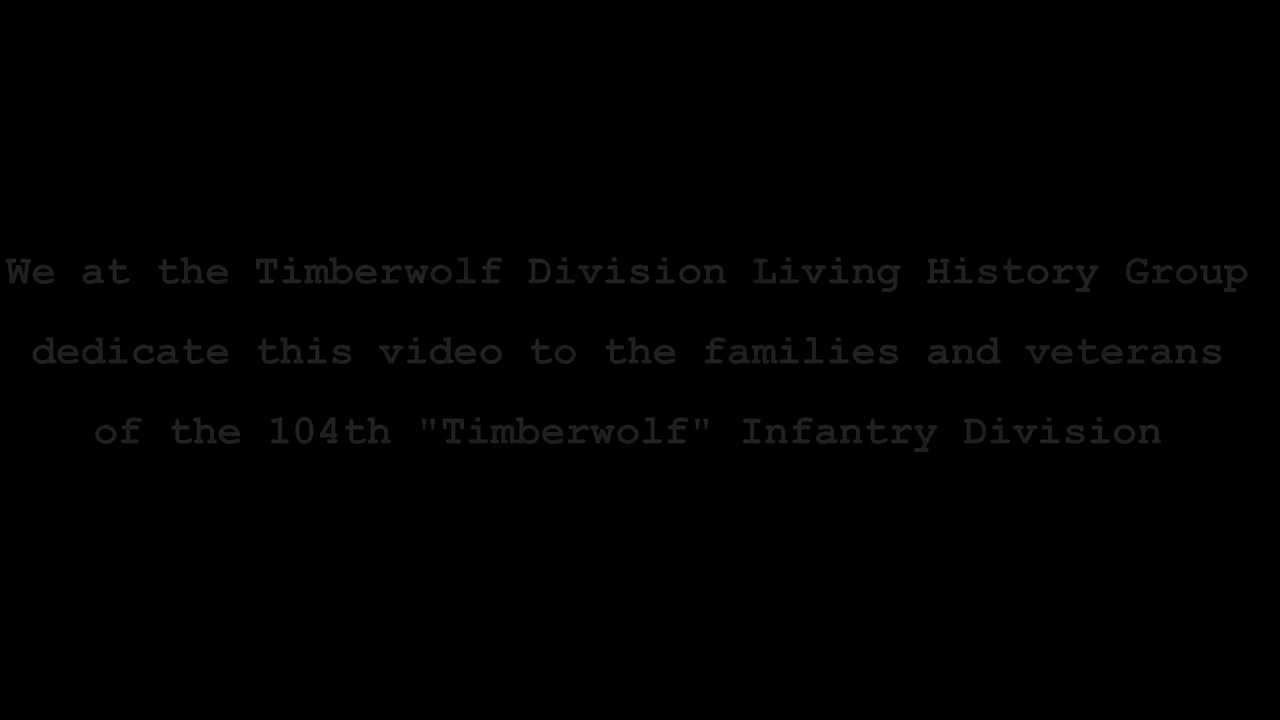 We at the Timberwolf Division Living History Group
dedicate this video to the families and veterans
of the 104th "Timberwolf" Infantry Division